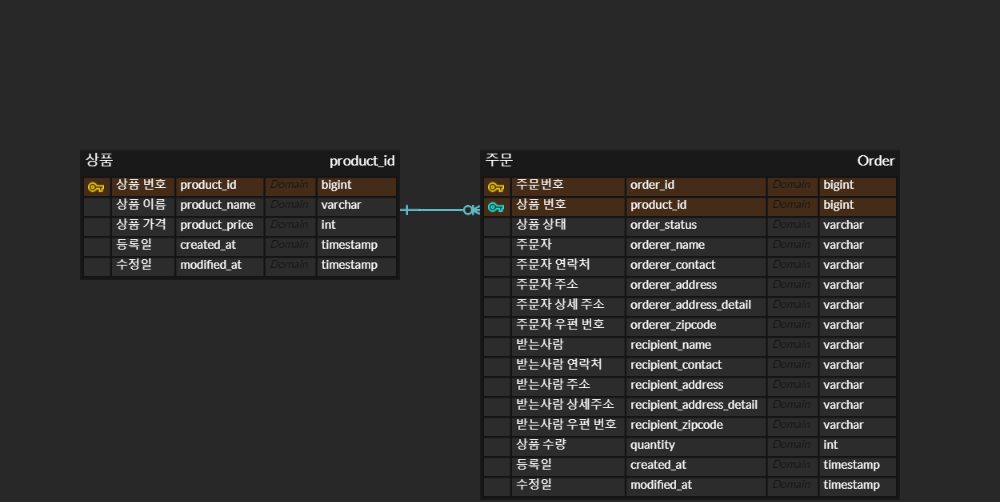 상품 product_id
상품 번호 product_id Domain bigint
상품 이름 product_name Domain varchar
상품 가격 product_price Domain int
등록일 created_at Domain timestamp
수정일 modified_at Domain timestamp
주문 Order
주문번호 order_id Domain bigint
상품 번호 product_id Domain bigint
상품 상태 order_status Domain varchar
주문자 orderer_name Domain varchar
주문자 연락처 orderer_contact Domain varchar
주문자 주소 orderer_address Domain varchar
주문자 상세 주소 orderer_address_detail Domain varchar
주문자 우편 번호 orderer_zipcode Domain varchar
받는사람 recipient_name Domain varchar
받는사람 연락처 recipient_contact Domain varchar
받는사람 주소 recipient_address Domain varchar
받는사람 상세주소 recipient_address_detail Domain varchar
받는사람 우편 번호 recipient_zipcode Domain varchar
상품 수량 quantity Domain int
등록일 created_at Domain timestamp
수정일 modified_at Domain timestamp